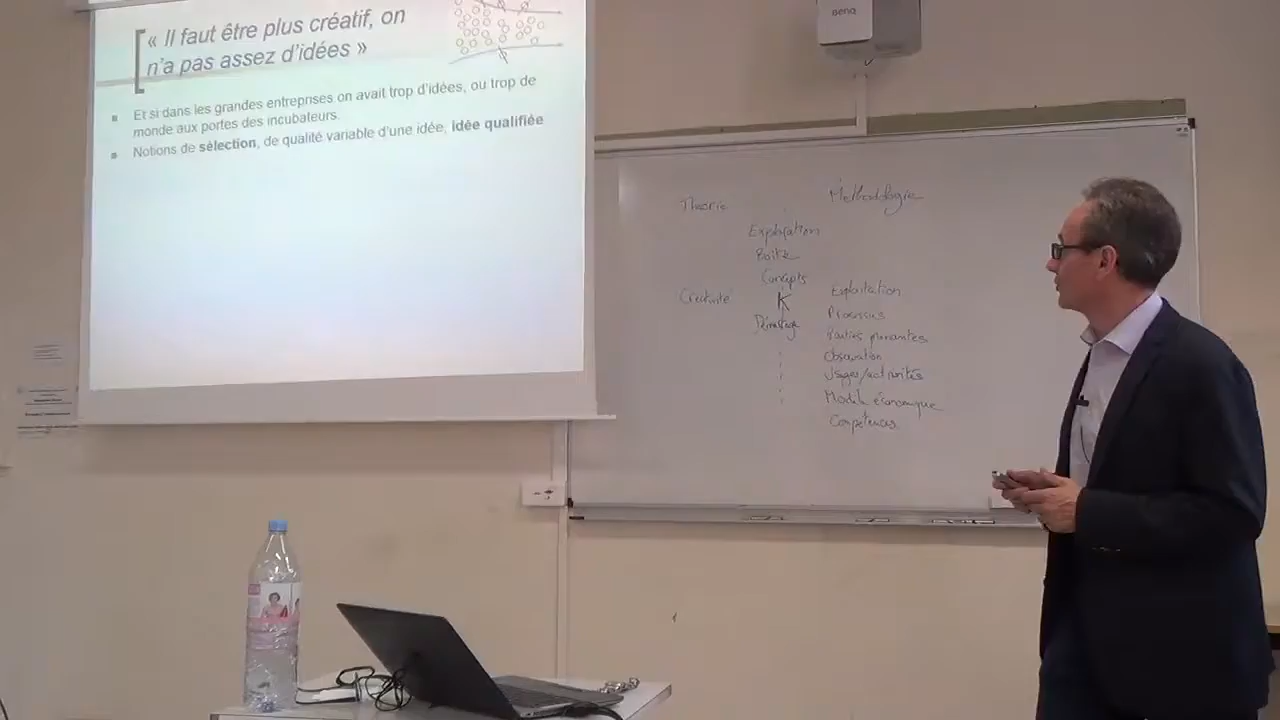 « Il faut être plus créatif, on
n'a pas assez d'idées »
Et si dans les grandes entreprises on avait trop d'idées, ou trop de
monde aux portes des incubateurs.
Notions de sélection, de qualité variable d'une idée, idée qualifiée
BenQ
Théorie
Méthodologie
Exploration
Boîte
Concepts
Créativité
K
Démarrage
Exploitation
Processus
Parties prenantes
Observation
Usages/activités
Modèle économique
Compétences